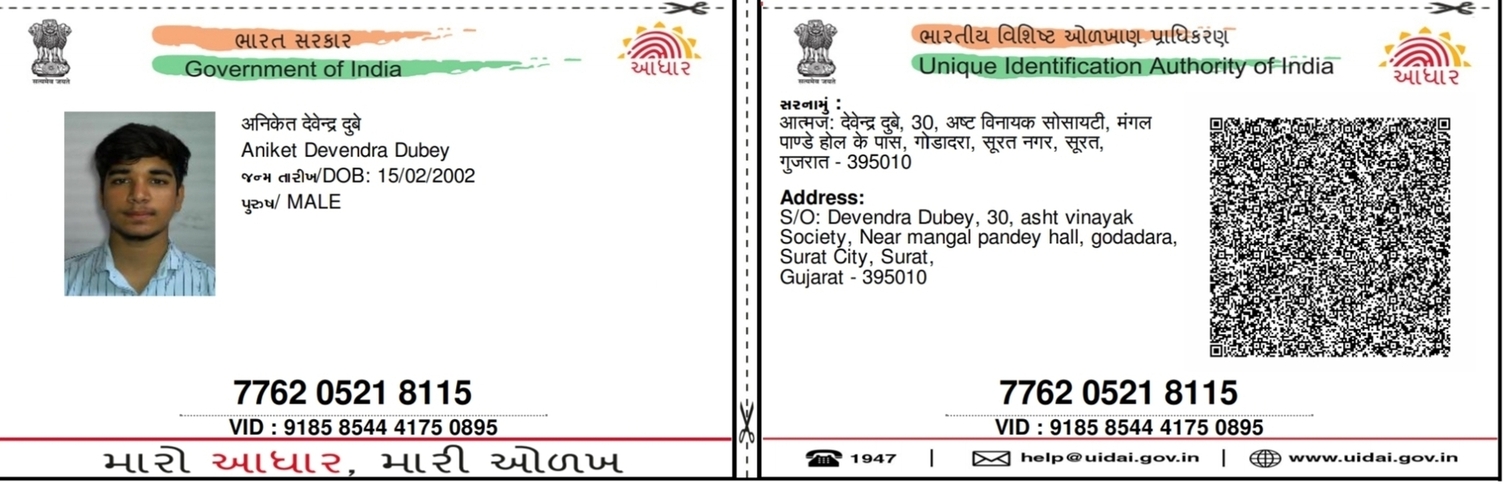 ભારત સરકાર
Government of India
सत्यमेव जयते
આધાર
अनिकेत देवेन्द्र दुबे
Aniket Devendra Dubey
જન્મ તારીખ/DOB: 15/02/2002
પુરુષ/ MALE
7762 0521 8115
VID : 9185 8544 4175 0895
મારો આધાર, મારી ઓળખ
ભારતીય વિશિષ્ટ ઓળખાણ પ્રાધિકરણ
Unique Identification Authority of India
सत्यमेव जयते
આધાર
સરનામું :
आत्मज: देवेन्द्र दुबे, 30, अष्ट विनायक सोसायटी, मंगल
पाण्डे होल के पास, गोडादरा, सूरत नगर, सूरत,
गुजरात - 395010
Address:
S/O: Devendra Dubey, 30, asht vinayak
Society, Near mangal pandey hall, godadara,
Surat City, Surat,
Gujarat - 395010
7762 0521 8115
VID : 9185 8544 4175 0895
1947 | help@uidai.gov.in | www.uidai.gov.in